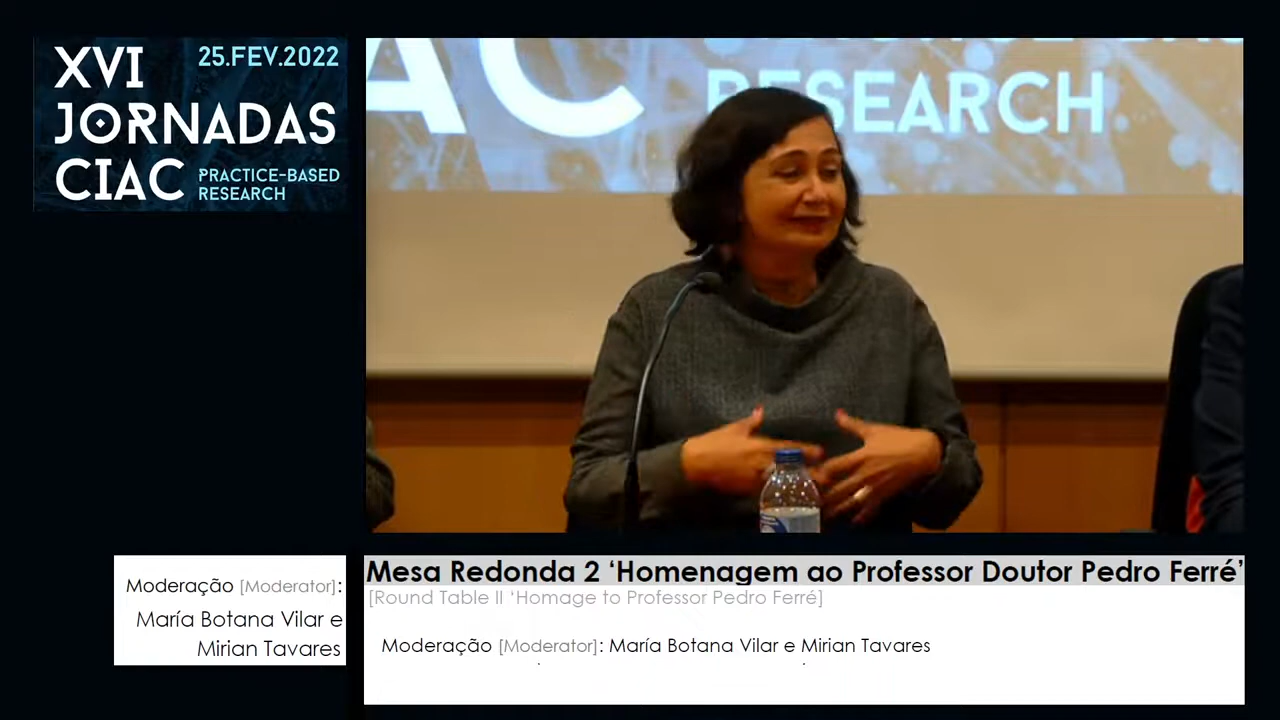 XVI
25.FEV.2022
JORNADAS
CIAC
PRACTICE-BASED
RESEARCH
AC
RESEARCH
Moderação [Moderator]:
María Botana Vilar e
Mirian Tavares
Mesa Redonda 2 ‘Homenagem ao Professor Doutor Pedro Ferré’
[Round Table II ‘Homage to Professor Pedro Ferré]
Moderação [Moderator]: María Botana Vilar e Mirian Tavares